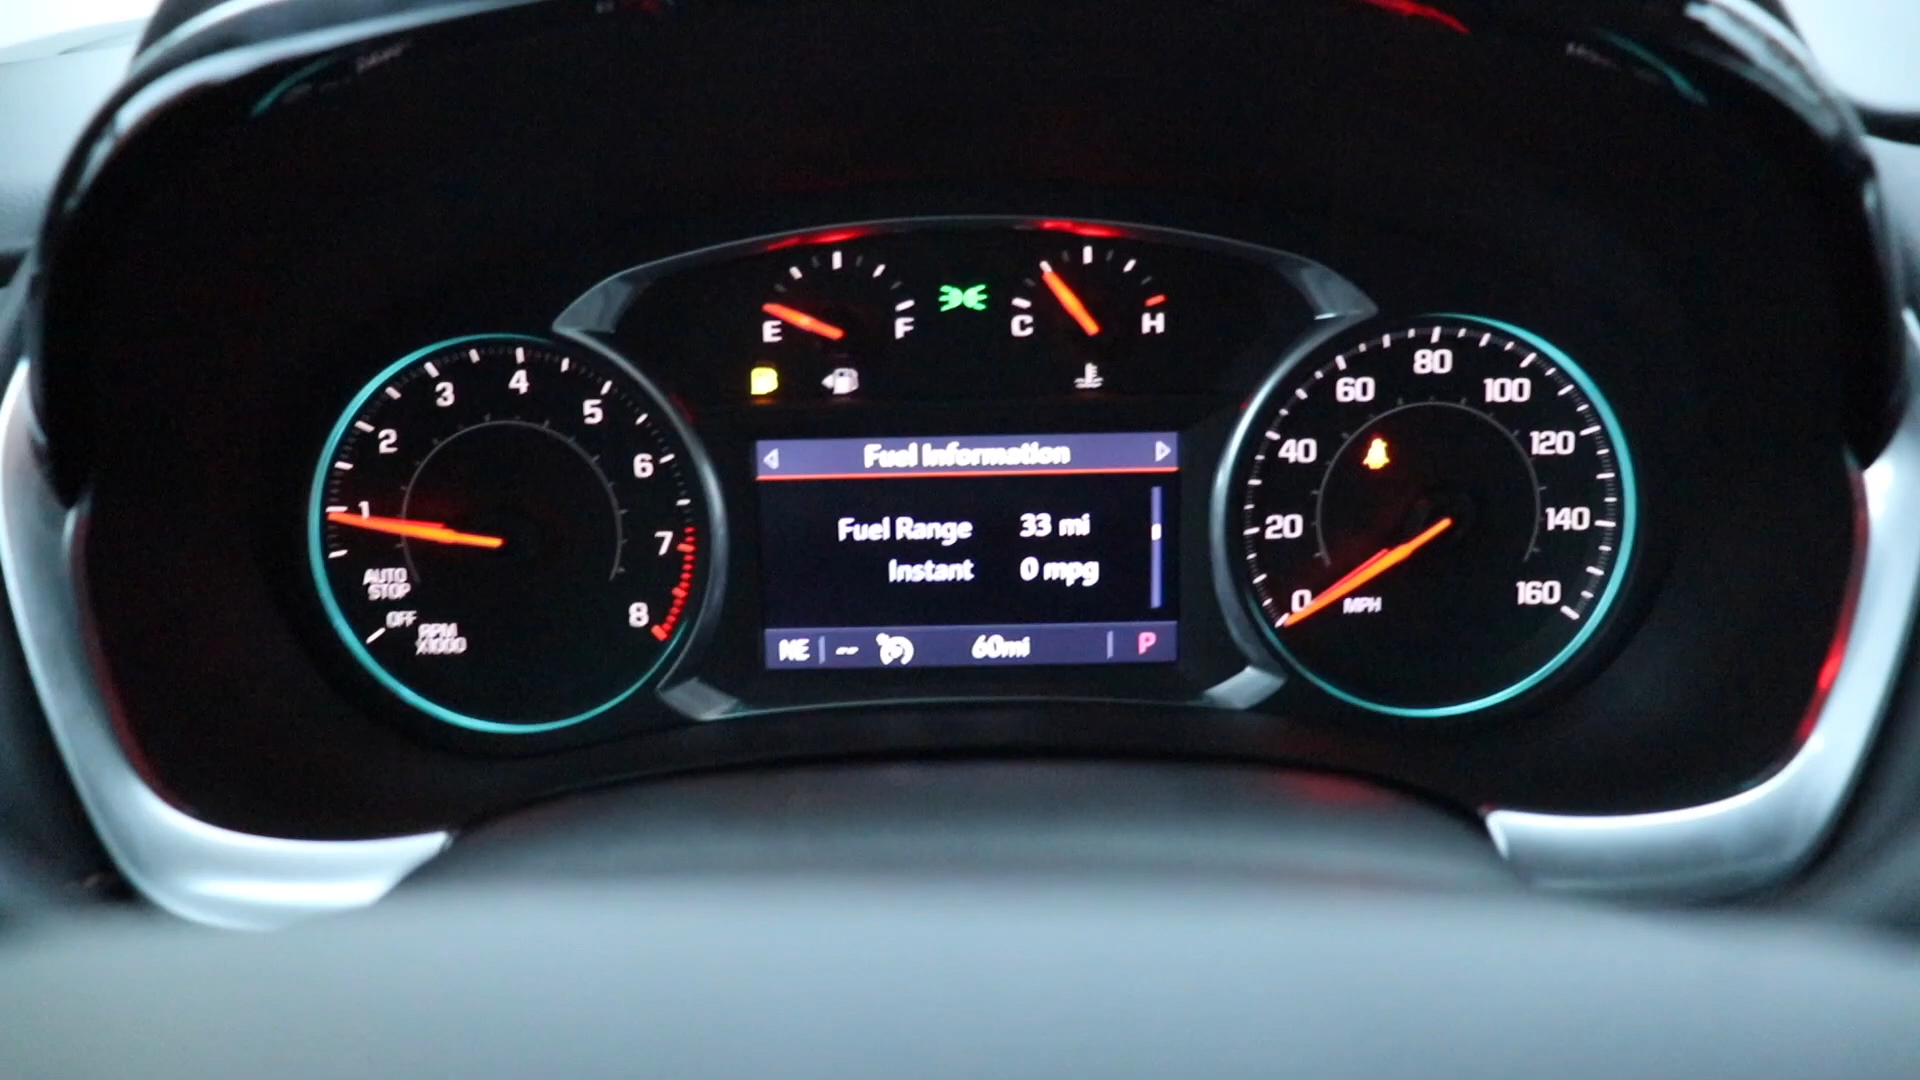 E
F
C
H
1
2
3
4
5
6
7
8
AUTO
STOP
OFF
RPM
X1000
Fuel Information
Fuel Range 33 mi
Instant 0 mpg
NE -- 60mi P
0
20
40
60
80
100
120
140
160
MPH